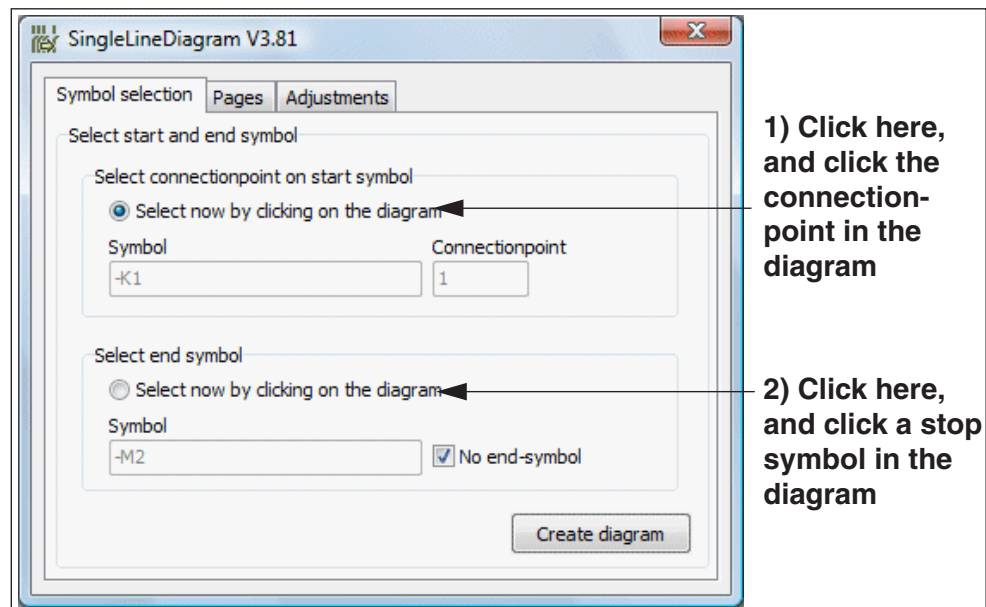 SingleLineDiagram V3.81
Symbol selection Pages Adjustments
Select start and end symbol
Select connectionpoint on start symbol
Select now by clicking on the diagram
Symbol Connectionpoint
-K1 1
Select end symbol
Select now by clicking on the diagram
Symbol
-M2 No end-symbol
Create diagram
1) Click here,
and click the
connection-
point in the
diagram
2) Click here,
and click a stop
symbol in the
diagram